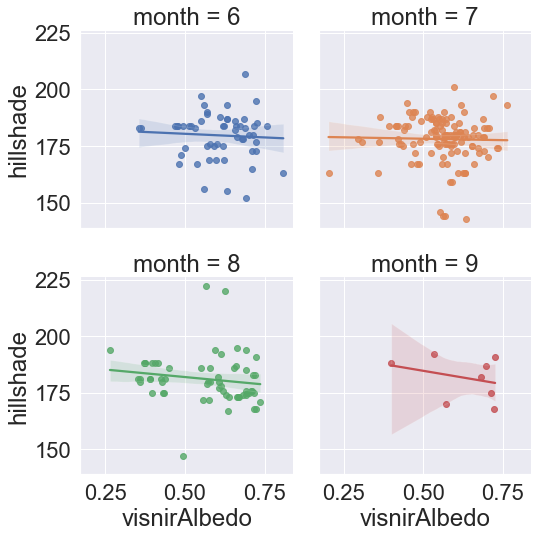 month = 6
month = 7
225
200
175
150
hillshade
month = 8
month = 9
225
200
175
150
hillshade
0.25 0.50 0.75 0.25 0.50 0.75
visnirAlbedo visnirAlbedo